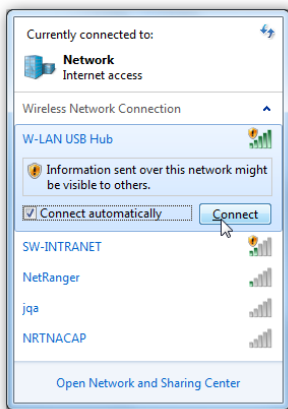 Currently connected to:
Network
Internet access
Wireless Network Connection
W-LAN USB Hub
Information sent over this network might
be visible to others.
Connect automatically
Connect
SW-INTRANET
NetRanger
jqa
NRTNACAP
Open Network and Sharing Center